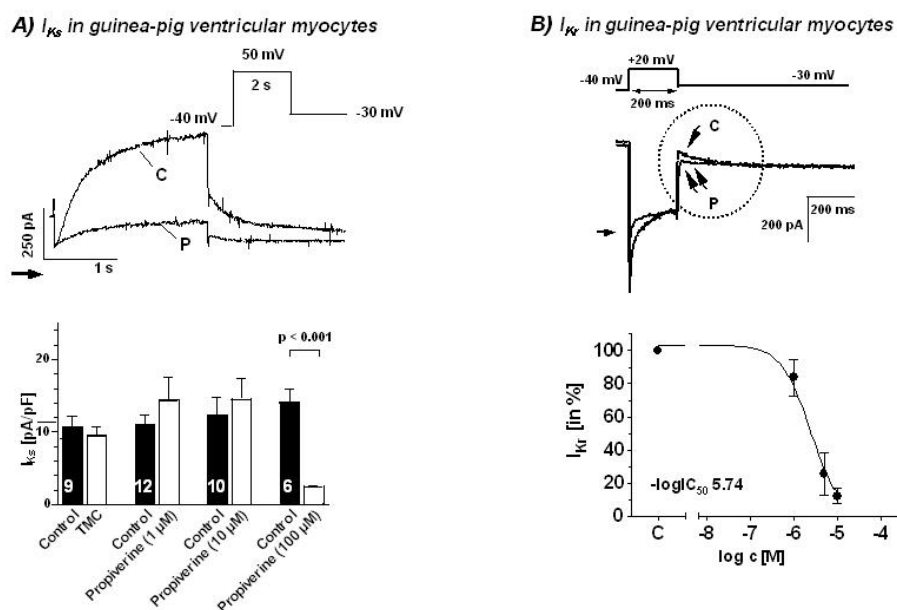 A) IKs in guinea-pig ventricular myocytes
50 mV
2 s
-40 mV
-30 mV
C
P
250 pA
1 s
p < 0.001
20
10
0
IKs [pA/pF]
9
12
10
6
Control
TMC
Control
Propiverine (1 µM)
Control
Propiverine (10 µM)
Control
Propiverine (100 µM)
B) IKr in guinea-pig ventricular myocytes
+20 mV
-40 mV
-30 mV
200 ms
C
P
200 ms
200 pA
100
80
60
40
20
0
IKr [in %]
-logIC50 5.74
C -8 -7 -6 -5 -4
log c [M]